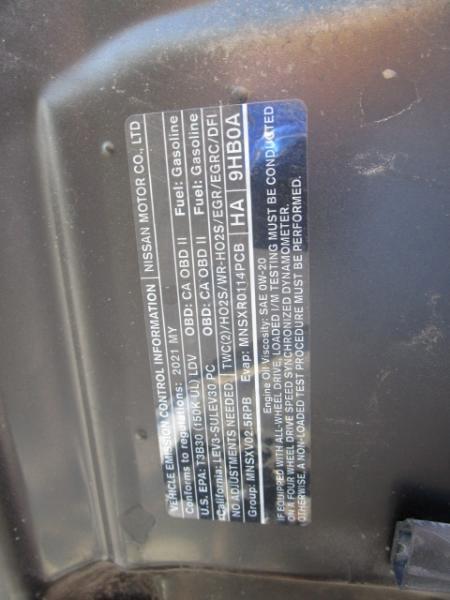 VEHICLE EMISSION CONTROL INFORMATION NISSAN MOTOR CO., LTD
Conforms to regulations: 2021 MY
U.S. EPA: T3B30 (150K UL) LDV OBD: CA OBD II Fuel: Gasoline
California: LEV3-SULEV30 PC OBD: CA OBD II Fuel: Gasoline
NO ADJUSTMENTS NEEDED. TWC(2)/HO2S/WR-HO2S/EGR/EGRC/DFI
Group: MNSXV02.5RPB Evap: MNSXR0114PCB HA 9HB0A
Engine Oil Viscosity: SAE 0W-20
IF EQUIPPED WITH ALL-WHEEL DRIVE, LOADED I/M TESTING MUST BE CONDUCTED
ON A FOUR WHEEL DRIVE SPEED SYNCHRONIZED DYNAMOMETER.
OTHERWISE, A NON-LOADED TEST PROCEDURE MUST BE PERFORMED.